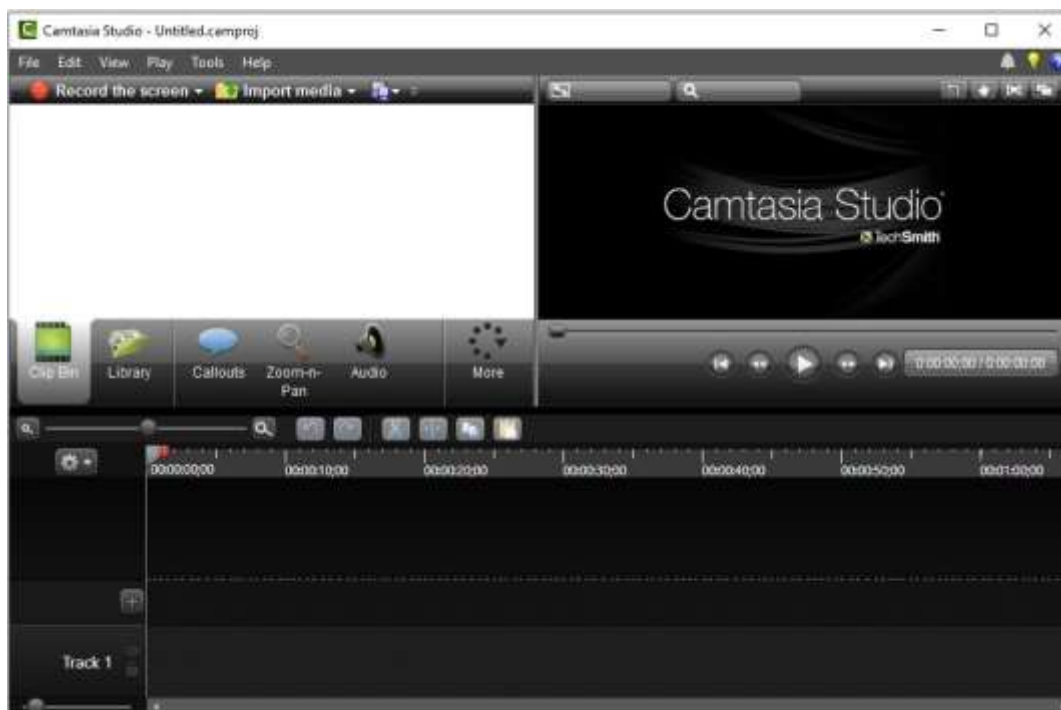 Camtasia Studio - Untitled.camproj
File Edit View Play Tools Help
Record the screen Import media
Camtasia Studio
TechSmith
Clip Bin Library Callouts Zoom-n-Pan Audio More
0:00:00;00 / 0:00:00;00
00:00:00;00 00:00:10;00 00:00:20;00 00:00:30;00 00:00:40;00 00:00:50;00 00:01:00;00
Track 1